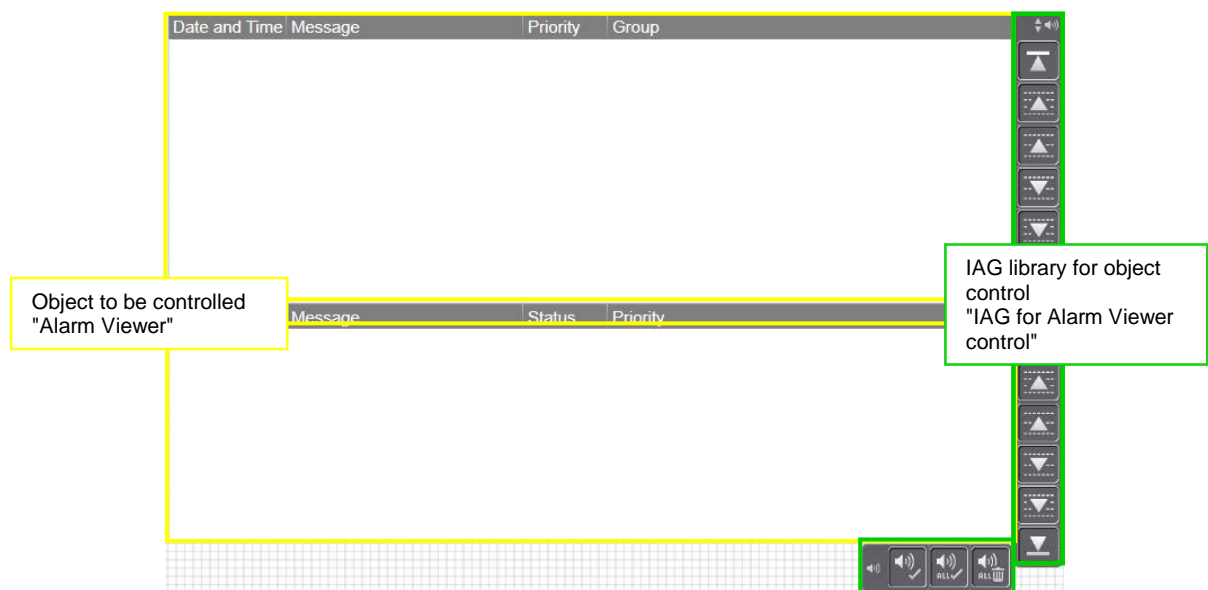 Date and Time Message Priority Group
IAG library for object
control
"IAG for Alarm Viewer
control"
Object to be controlled
"Alarm Viewer"
Message Status Priority
ALL ALL